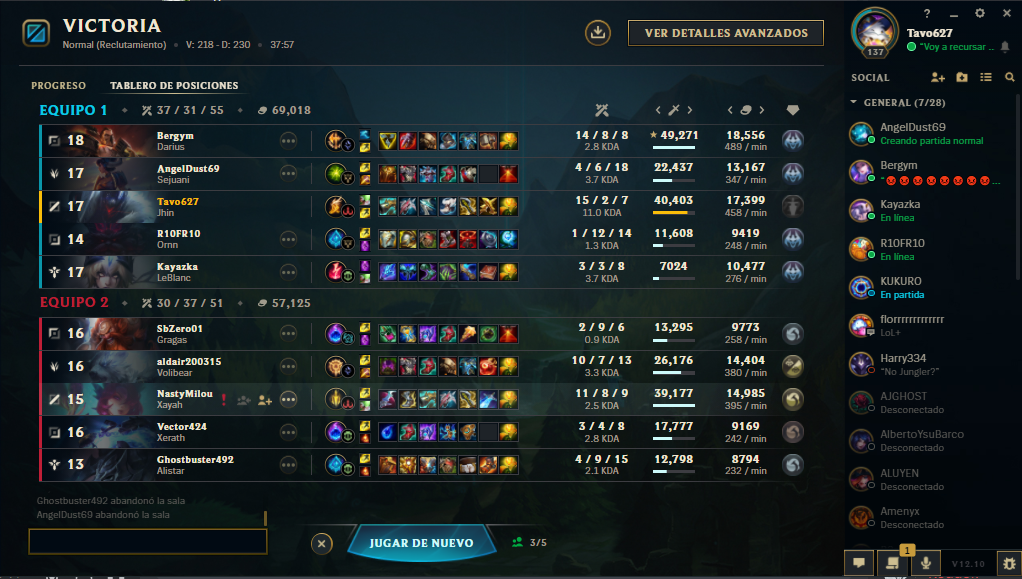 VICTORIA
Normal (Reclutamiento) • V: 218 - D: 230 • 37:57
VER DETALLES AVANZADOS
PROGRESO TABLERO DE POSICIONES
EQUIPO 1 37 / 31 / 55 69,018
18 Bergym 14 / 8 / 8 49,271 18,556
Darius 2.8 KDA 489 / min
17 AngelDust69 4 / 6 / 18 22,437 13,167
Sejuani 3.7 KDA 347 / min
17 Tavo627 15 / 2 / 7 40,403 17,399
Jhin 11.0 KDA 458 / min
14 R10FR10 1 / 12 / 14 11,608 9419
Ornn 1.3 KDA 248 / min
17 Kayazka 3 / 3 / 8 7024 10,477
LeBlanc 3.7 KDA 276 / min
EQUIPO 2 30 / 37 / 51 57,125
16 SbZero01 2 / 9 / 6 13,295 9773
Gragas 0.9 KDA 258 / min
16 aldair200315 10 / 7 / 13 26,176 14,404
Volibear 3.3 KDA 380 / min
15 NastyMilou 11 / 8 / 9 39,177 14,985
Xayah 2.5 KDA 395 / min
16 Vector424 3 / 4 / 8 17,777 9169
Xerath 2.8 KDA 242 / min
13 Ghostbuster492 4 / 9 / 15 12,798 8794
Alistar 2.1 KDA 232 / min
Ghostbuster492 abandonó la sala
AngelDust69 abandonó la sala
JUGAR DE NUEVO
3/5
137
Tavo627
"Voy a recursar ..
SOCIAL
GENERAL (7/28)
AngelDust69
Creando partida normal
Bergym
Kayazka
En línea
R10FR10
En línea
KUKURO
En partida
florrrrrrrrrrrrr
LoL+
Harry334
"No Jungler?"
AJGHOST
Desconectado
AlbertoYsuBarco
Desconectado
ALUYEN
Desconectado
Amenyx
Desconectado
1
V12.10